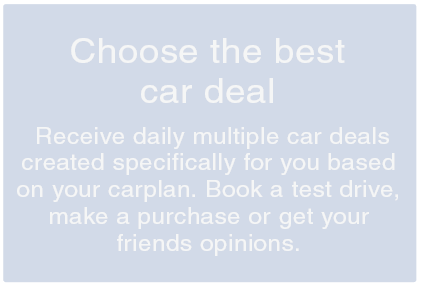 Choose the best
car deal
Receive daily multiple car deals
created specifically for you based
on your carplan. Book a test drive,
make a purchase or get your
friends opinions.